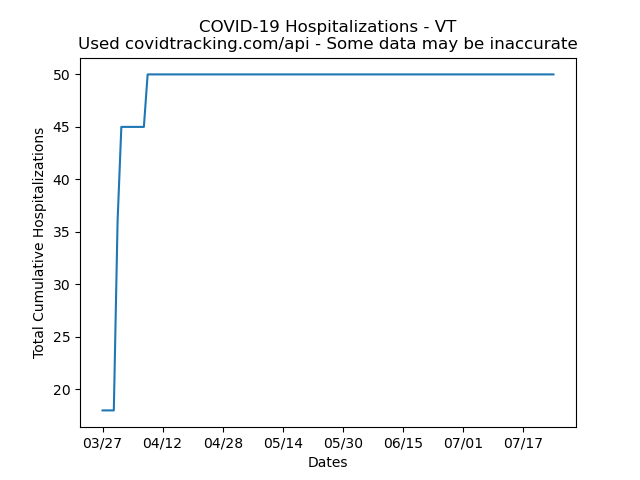 COVID-19 Hospitalizations - VT
Used covidtracking.com/api - Some data may be inaccurate
Total Cumulative Hospitalizations
50
45
40
35
30
25
20
03/27 04/12 04/28 05/14 05/30 06/15 07/01 07/17
Dates